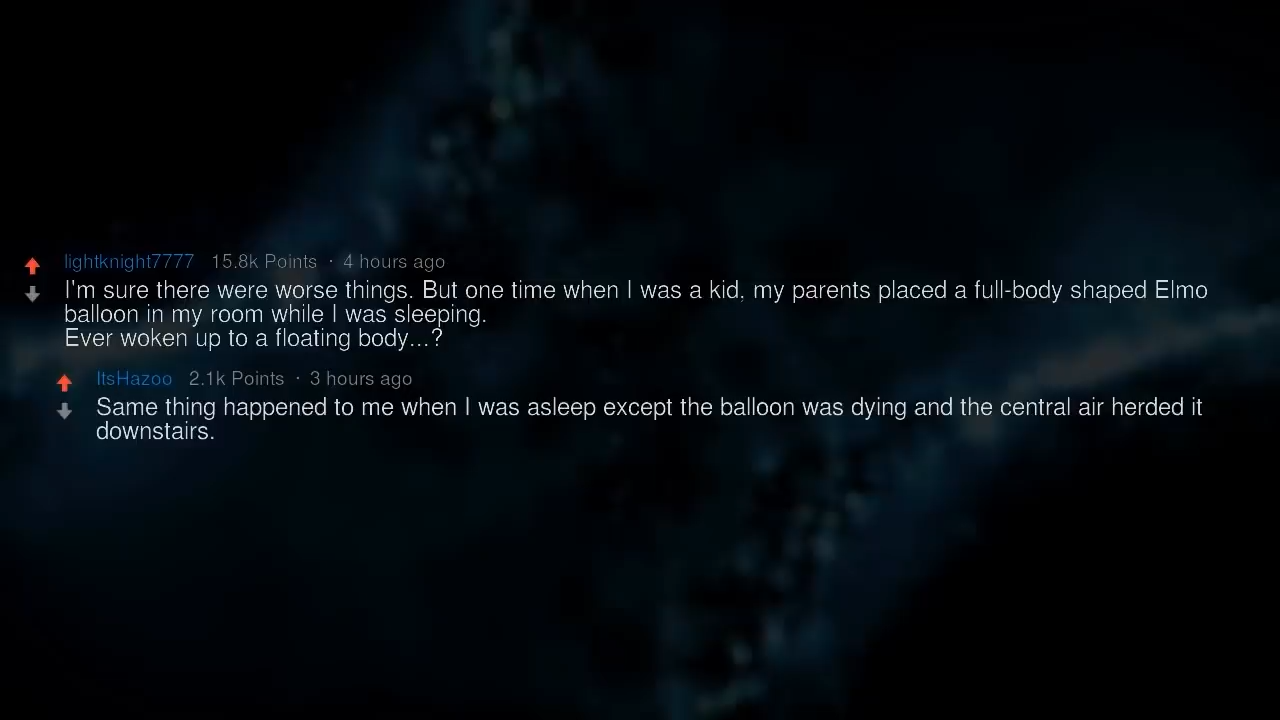 lightknight7777 15.8k Points · 4 hours ago
I'm sure there were worse things. But one time when I was a kid, my parents placed a full-body shaped Elmo
balloon in my room while I was sleeping.
Ever woken up to a floating body...?
ItsHazoo 2.1k Points · 3 hours ago
Same thing happened to me when I was asleep except the balloon was dying and the central air herded it
downstairs.